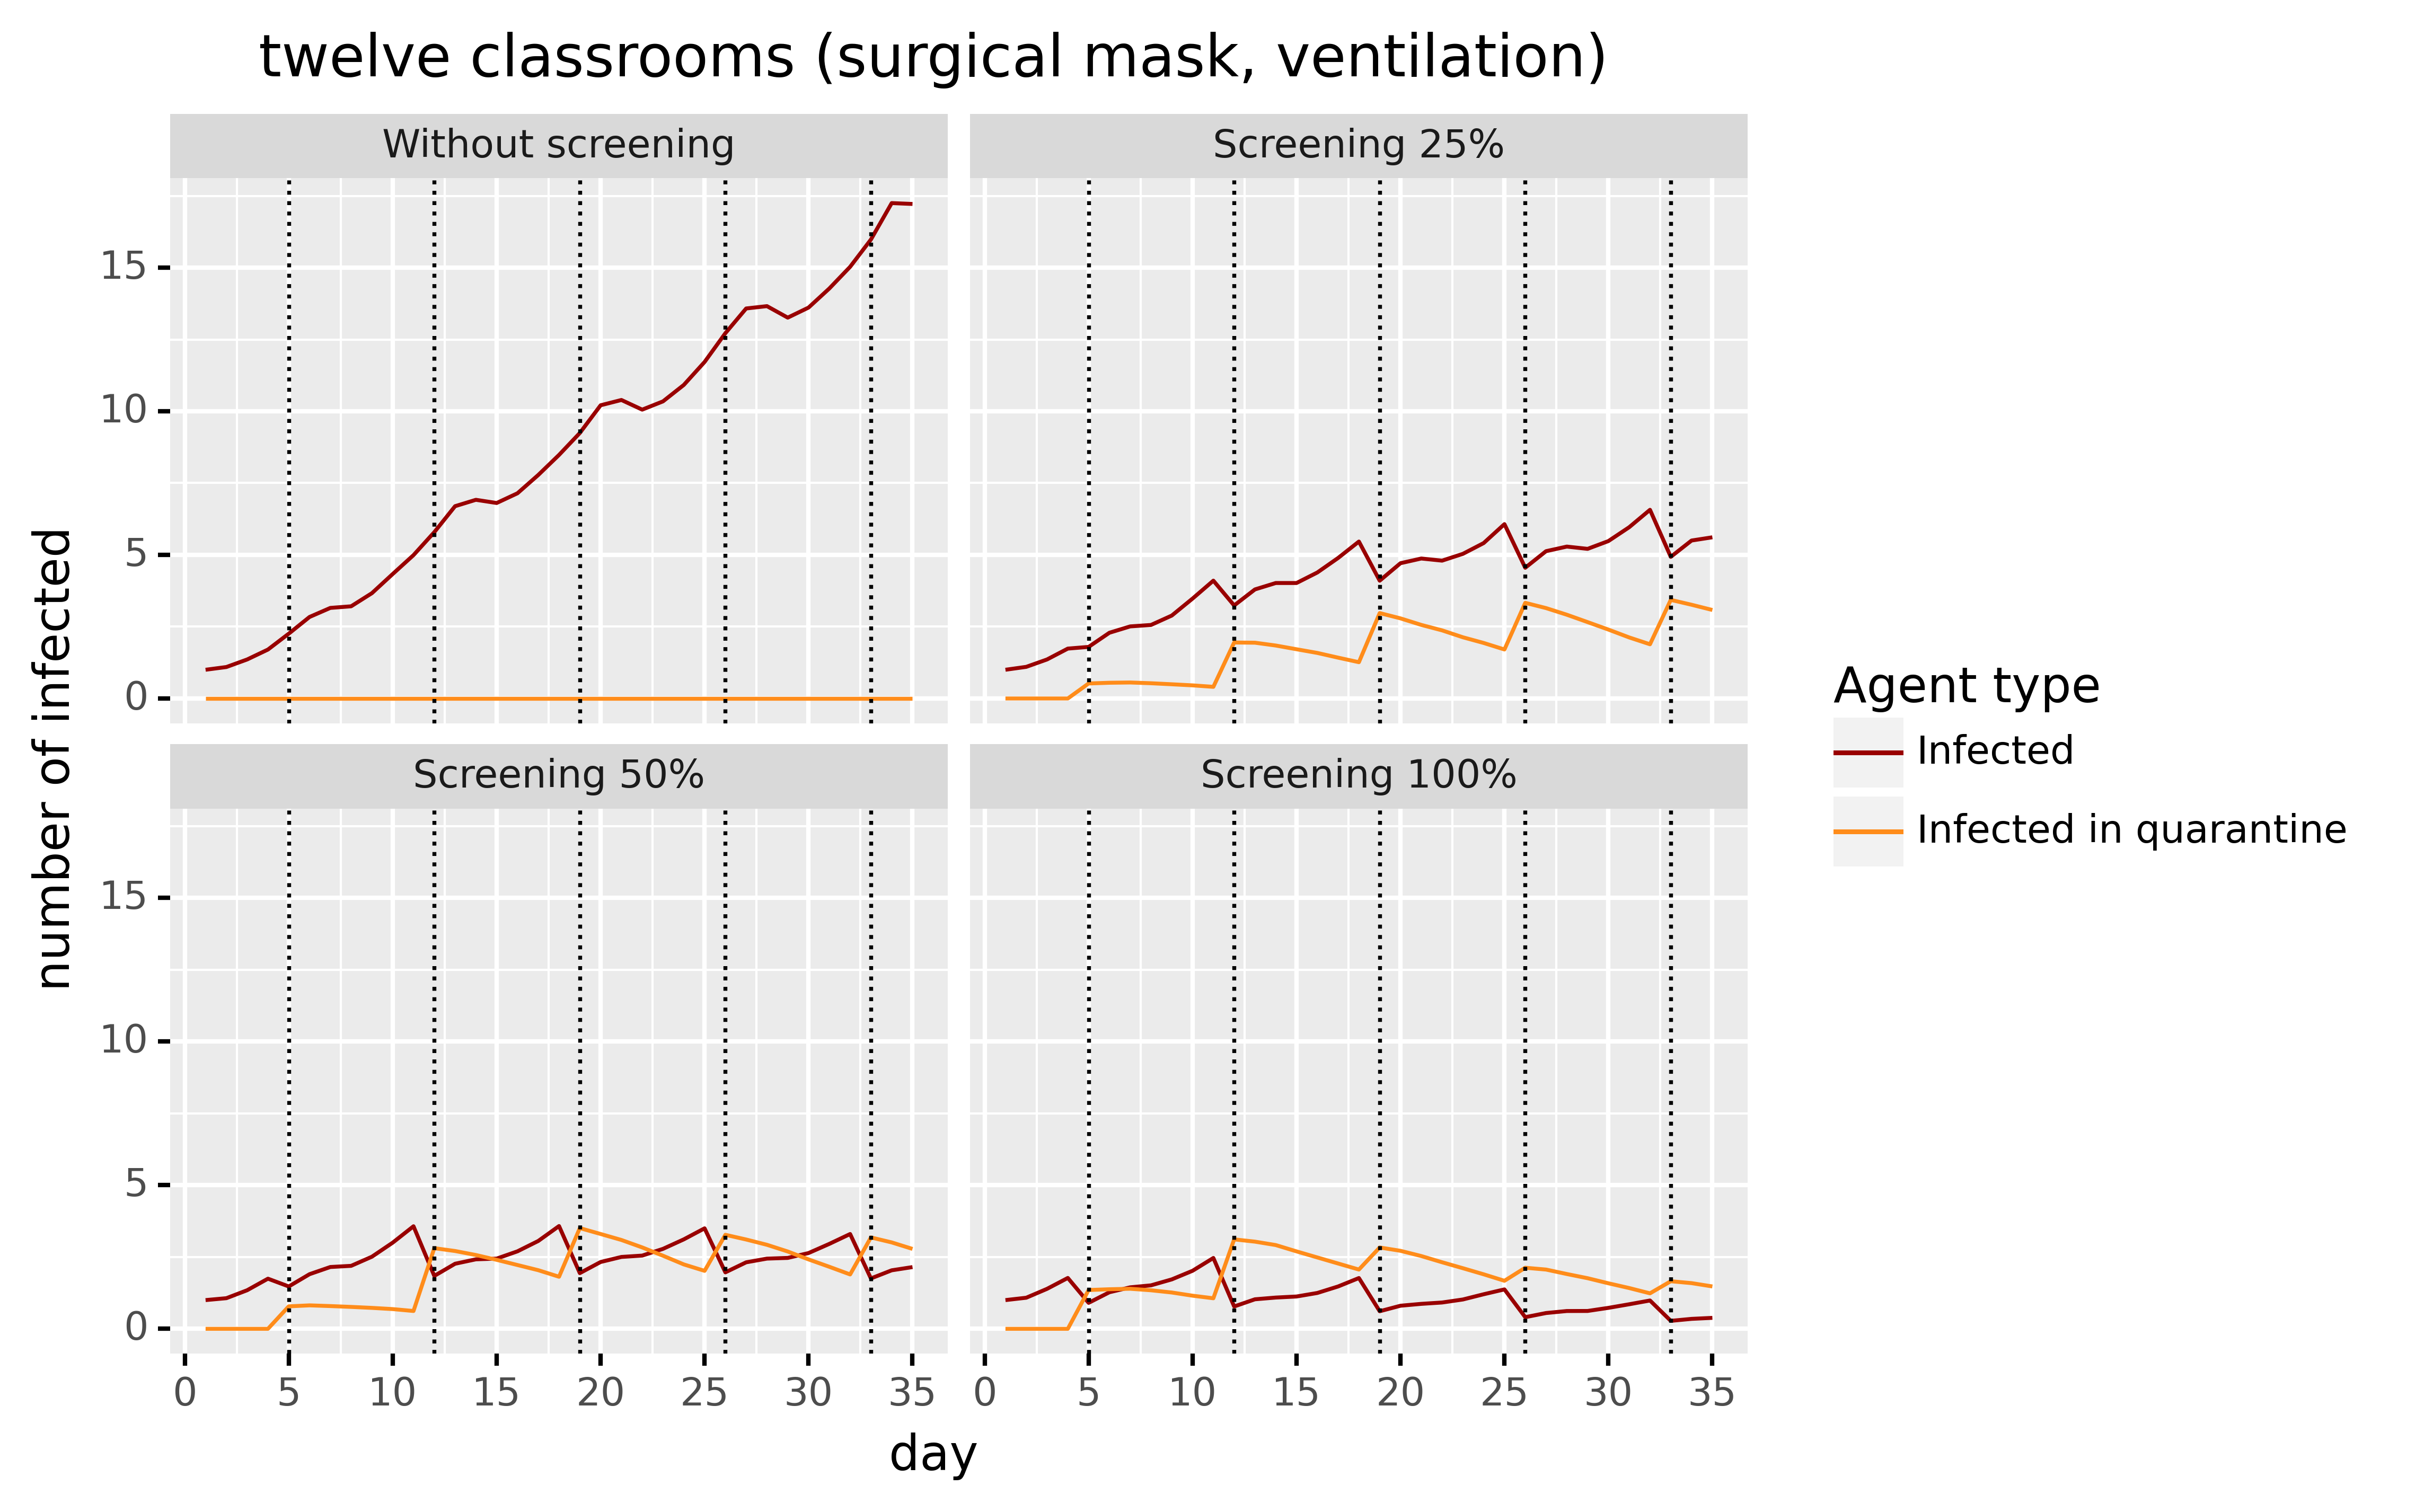 twelve classrooms (surgical mask, ventilation)
Without screening
Screening 25%
15
10
5
0
number of infected
Screening 50%
Screening 100%
15
10
5
0
0 5 10 15 20 25 30 35
0 5 10 15 20 25 30 35
day
Agent type
Infected
Infected in quarantine